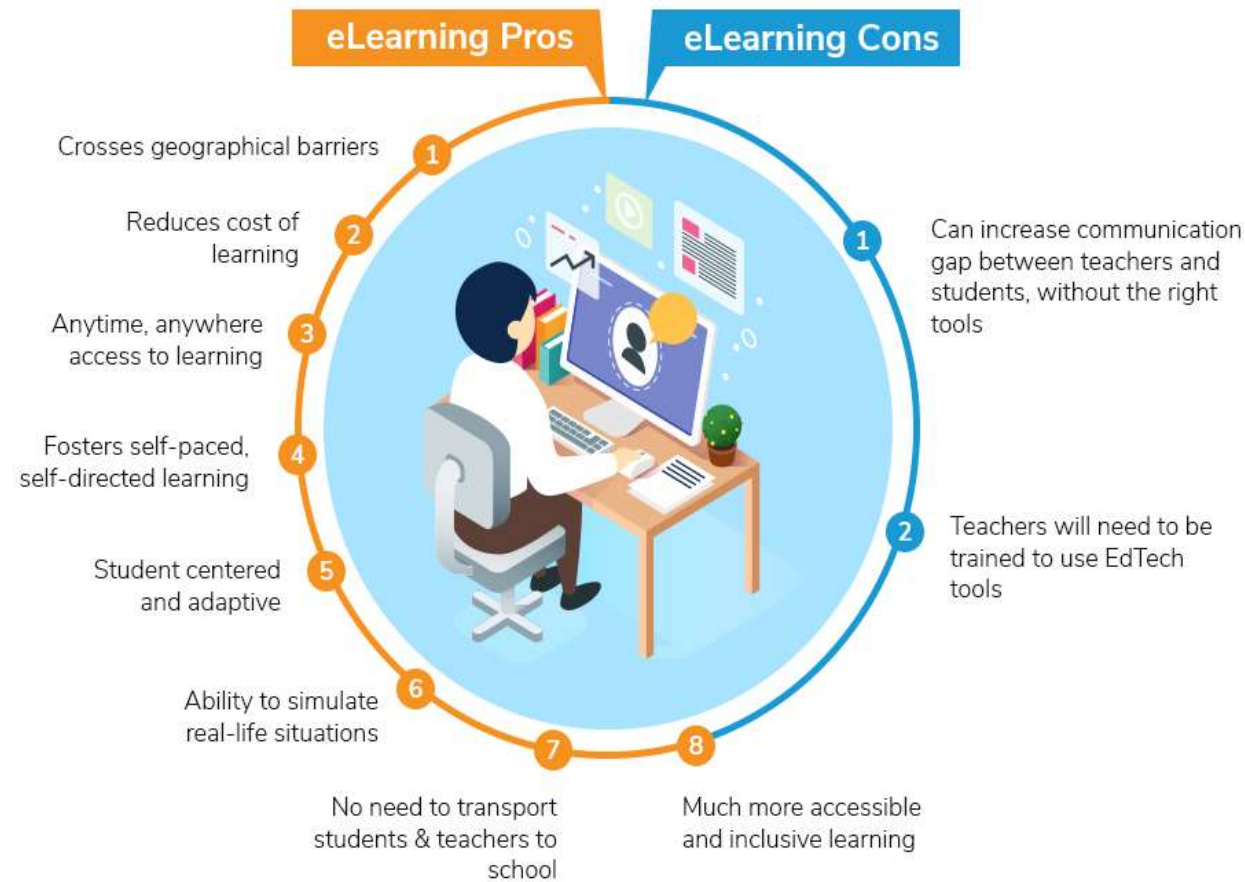 eLearning Pros
eLearning Cons
1
Crosses geographical barriers
2
Reduces cost of
learning
3
Anytime, anywhere
access to learning
4
Fosters self-paced,
self-directed learning
5
Student centered
and adaptive
6
Ability to simulate
real-life situations
7
No need to transport
students & teachers to
school
8
Much more accessible
and inclusive learning
1
Can increase communication
gap between teachers and
students, without the right
tools
2
Teachers will need to be
trained to use EdTech
tools